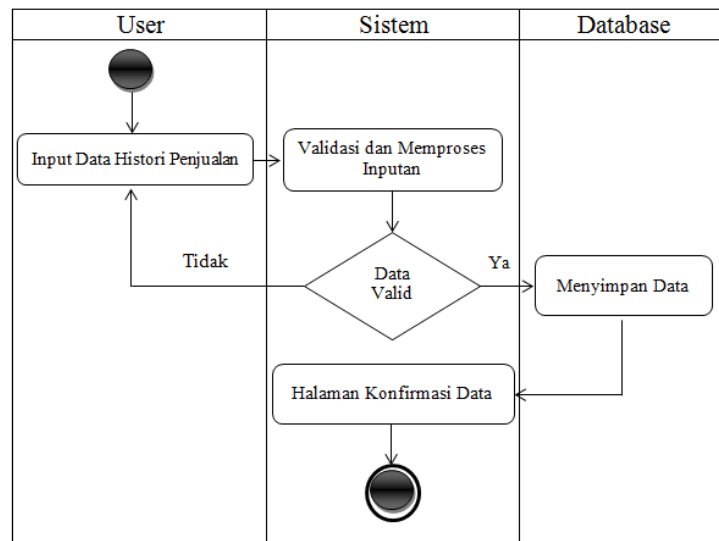 User
Sistem
Database
Input Data Histori Penjualan
Validasi dan Memproses
Inputan
Tidak
Data
Valid
Ya
Menyimpan Data
Halaman Konfirmasi Data